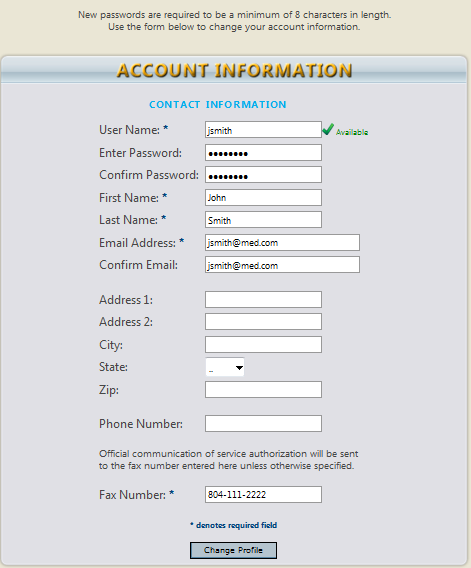 New passwords are required to be a minimum of 8 characters in length.
Use the form below to change your account information.
ACCOUNT INFORMATION
CONTACT INFORMATION
User Name: * jsmith Available
Enter Password: ••••••••
Confirm Password: ••••••••
First Name: * John
Last Name: * Smith
Email Address: * jsmith@med.com
Confirm Email: jsmith@med.com
Address 1:
Address 2:
City:
State: _
Zip:
Phone Number:
Official communication of service authorization will be sent
to the fax number entered here unless otherwise specified.
Fax Number: * 804-111-2222
* denotes required field
Change Profile